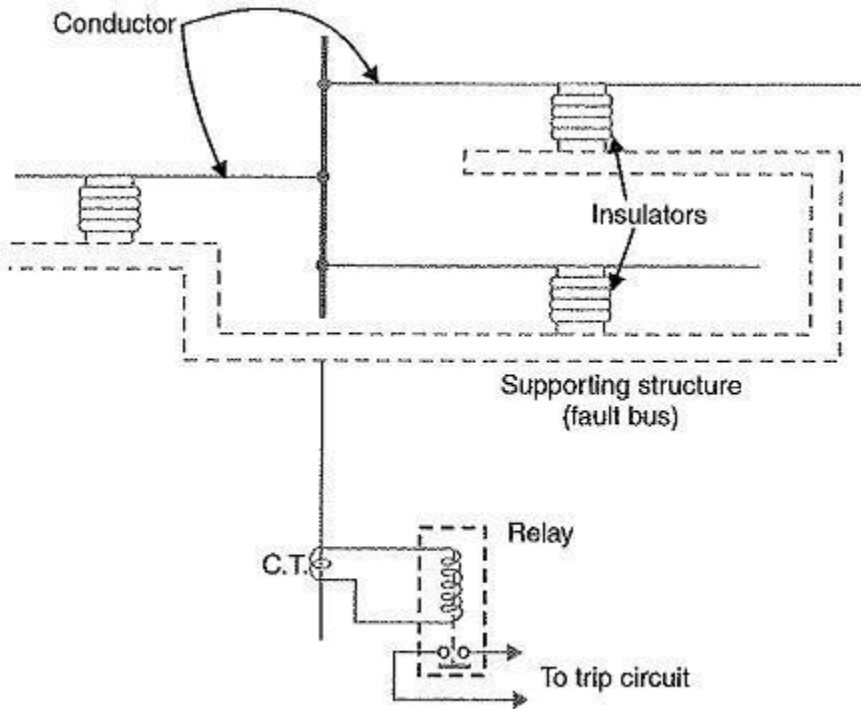 Conductor
Insulators
Supporting structure
(fault bus)
Relay
C.T.
To trip circuit